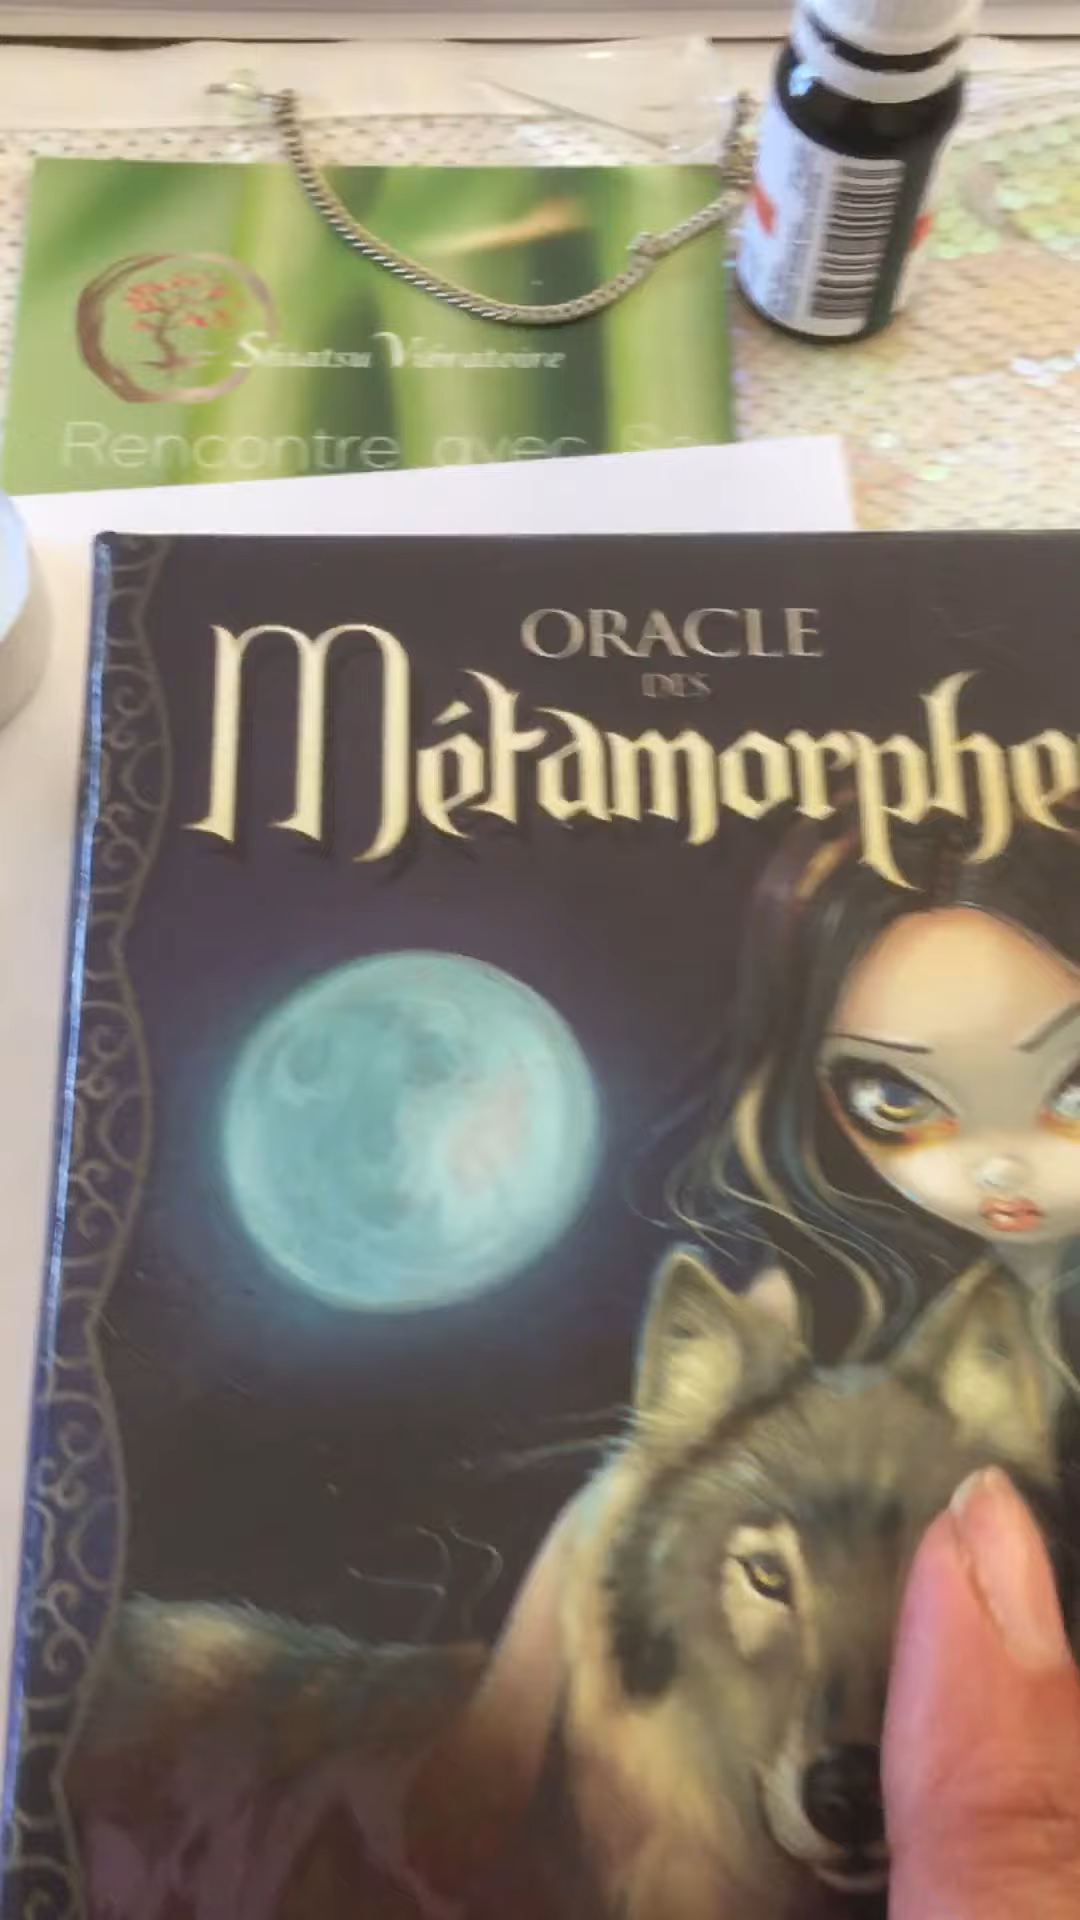 Shiatsu Vibratoire
Rencontre avec
ORACLE
DES
Métamorphe